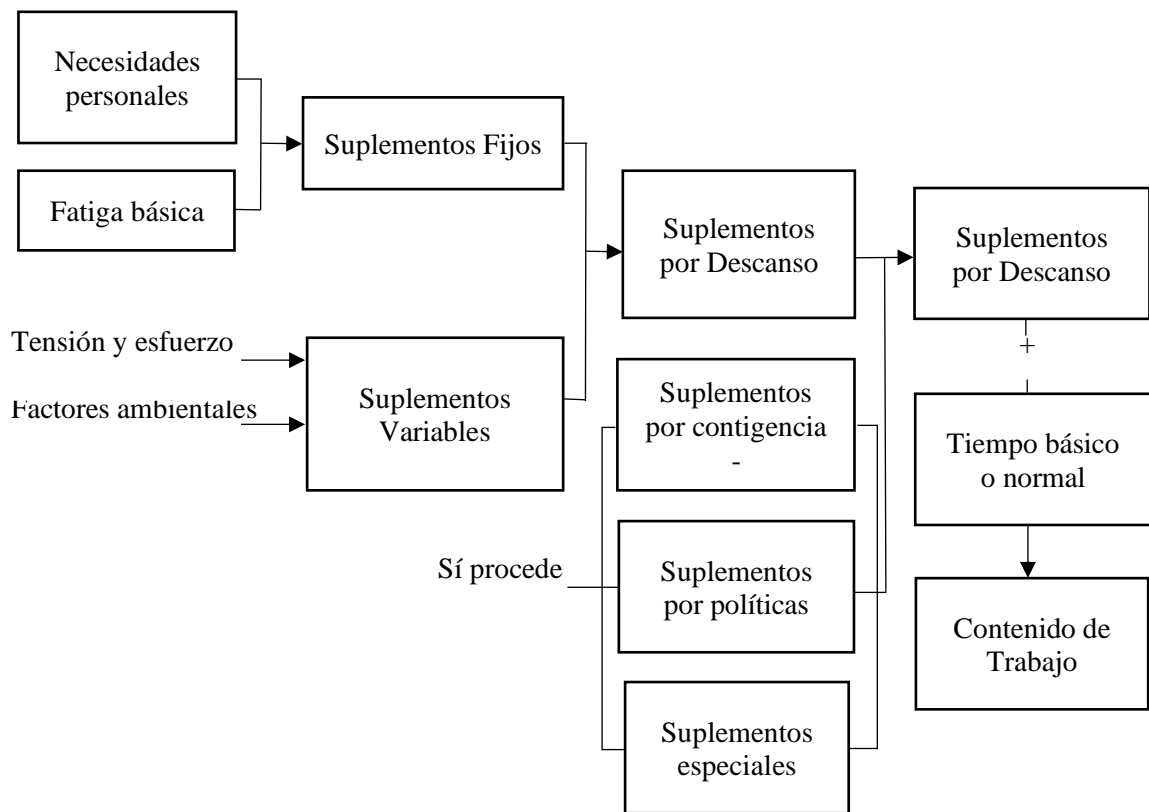 Necesidades
personales
Suplementos Fijos
Fatiga básica
Suplementos
por Descanso
Suplementos
por Descanso
Tensión y esfuerzo
Factores ambientales
Suplementos
Variables
+
Suplementos
por contigencia
-
Tiempo básico
o normal
Sí procede
Suplementos
por políticas
Contenido de
Trabajo
Suplementos
especiales